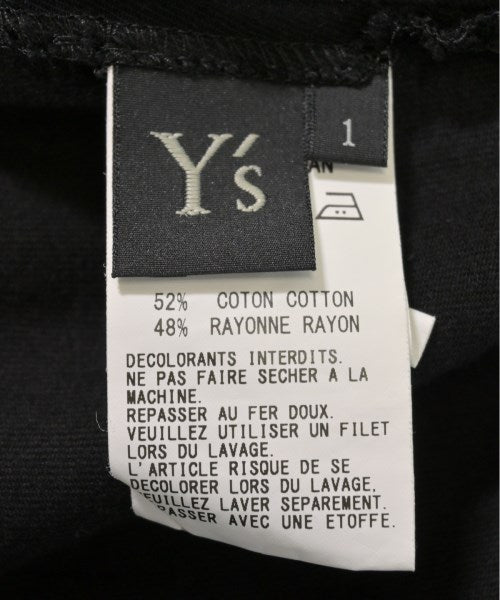 Y's
1
AN
52% COTON COTTON
48% RAYONNE RAYON
DECOLORANTS INTERDITS.
NE PAS FAIRE SECHER A LA
MACHINE.
REPASSER AU FER DOUX.
VEUILLEZ UTILISER UN FILET
LORS DU LAVAGE.
L'ARTICLE RISQUE DE SE
DECOLORER LORS DU LAVAGE,
VEUILLEZ LAVER SEPAREMENT.
REPASSER AVEC UNE ETOFFE.